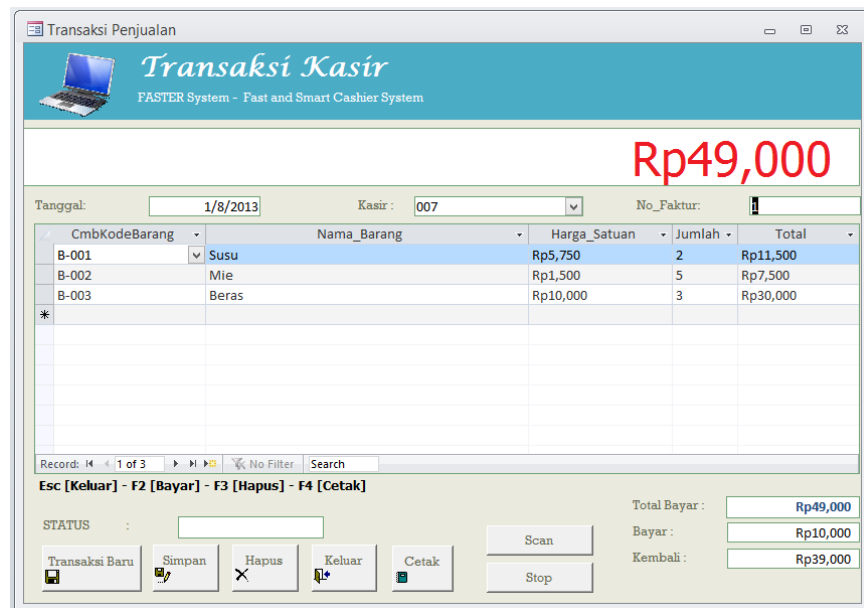 Transaksi Penjualan
Transaksi Kasir
FASTER System - Fast and Smart Cashier System
Rp49,000
Tanggal: 1/8/2013 Kasir : 007 No_Faktur: 1
CmbKodeBarang Nama_Barang Harga_Satuan Jumlah Total
B-001 Susu Rp5,750 2 Rp11,500
B-002 Mie Rp1,500 5 Rp7,500
B-003 Beras Rp10,000 3 Rp30,000
Record: 1 of 3 No Filter Search
Esc [Keluar] - F2 [Bayar] - F3 [Hapus] - F4 [Cetak]
Total Bayar : Rp49,000
STATUS :
Scan
Bayar : Rp10,000
Kembali : Rp39,000
Transaksi Baru Simpan Hapus Keluar Cetak
Stop